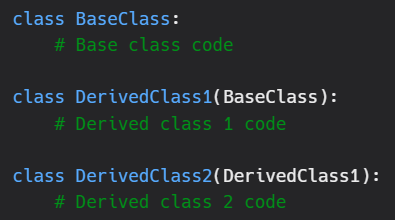 class BaseClass:
    # Base class code

class DerivedClass1(BaseClass):
    # Derived class 1 code

class DerivedClass2(DerivedClass1):
    # Derived class 2 code